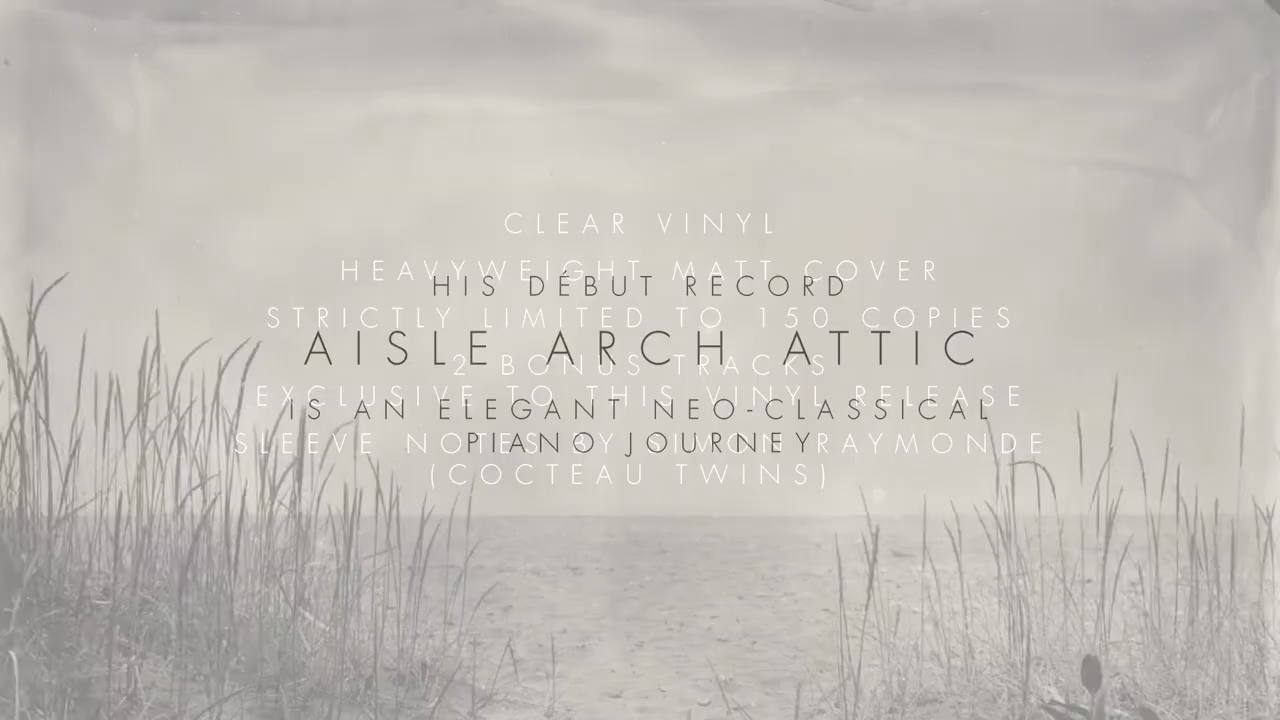 CLEAR VINYL
HEAVYWEIGHT MATT COVER
HIS DÉBUT RECORD
STRICTLY LIMITED TO 150 COPIES
AISLE ARCH ATTIC
2 BONUS TRACKS
EXCLUSIVE TO THIS VINYL RELEASE
IS AN ELEGANT NEO-CLASSICAL
SLEEVE NOTES BY SIMON RAYMONDE
PIANO JOURNEY
(COCTEAU TWINS)